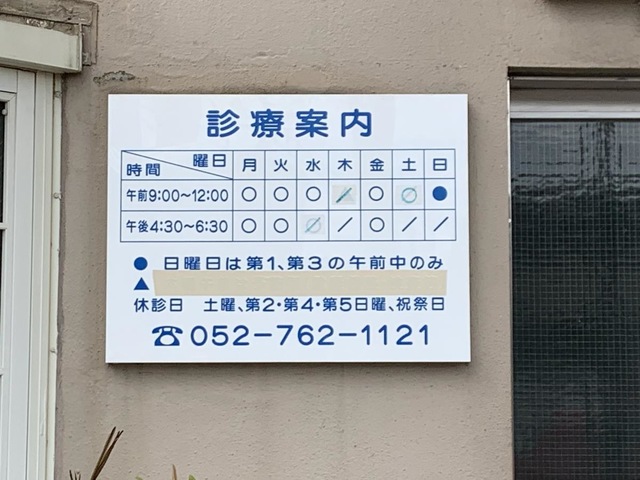 診療案内
曜日 時間 月 火 水 木 金 土 日
午前9:00〜12:00 ○ ○ ○ / ○ ∅ ●
午後4:30〜6:30 ○ ○ ∅ / ○ / /
● 日曜日は第1、第3の午前中のみ
▲
休診日 土曜、第2・第4・第5日曜、祝祭日
☎052-762-1121